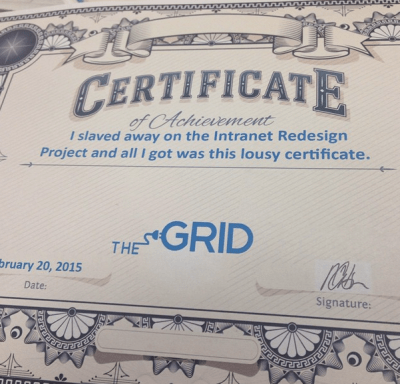 CERTIFICATE
of Achievement
I slaved away on the Intranet Redesign
Project and all I got was this lousy certificate.
THE GRID
bruary 20, 2015
Date:
Signature: